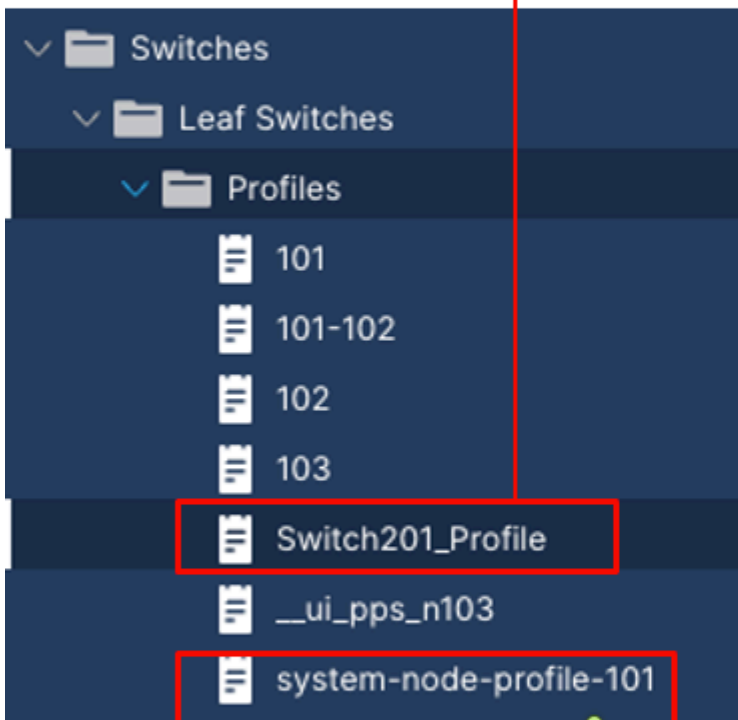 Switches
Leaf Switches
Profiles
101
101-102
102
103
Switch201_Profile
__ui_pps_n103
system-node-profile-101